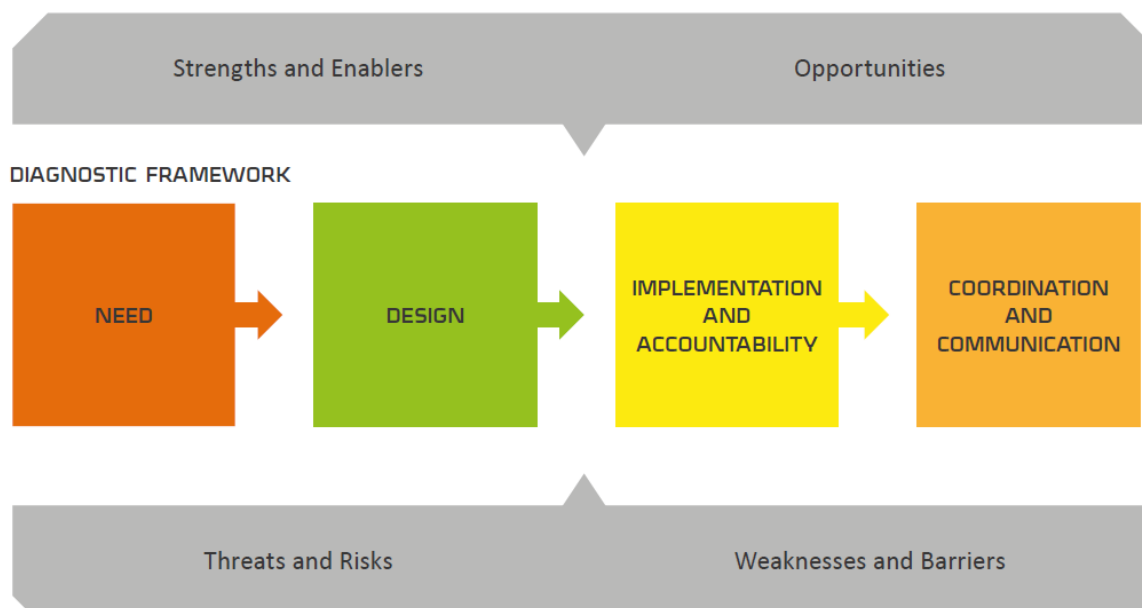 Strengths and Enablers
Opportunities
DIAGNOSTIC FRAMEWORK
NEED
DESIGN
IMPLEMENTATION
AND
ACCOUNTABILITY
COORDINATION
AND
COMMUNICATION
Threats and Risks
Weaknesses and Barriers